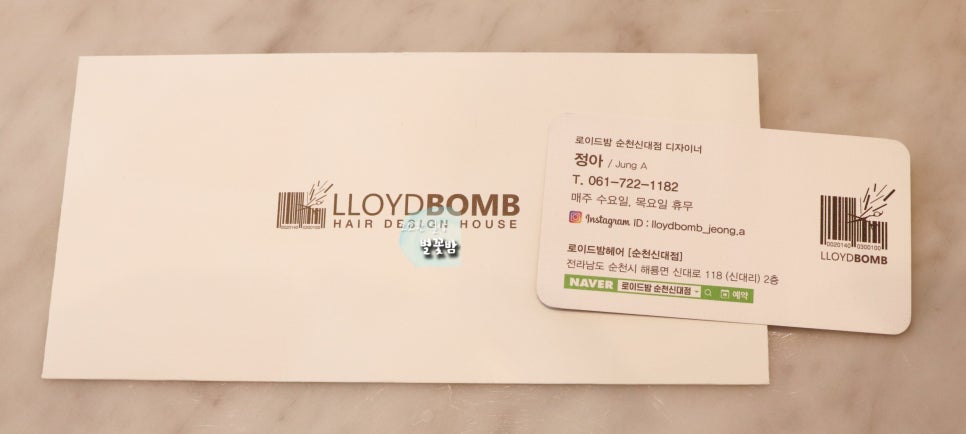 LLOYDBOMB
HAIR DESIGN HOUSE
별꽃밤
로이드밤 순천신대점 디자이너
정아 / Jung A
T. 061-722-1182
매주 수요일, 목요일 휴무
Instagram ID : lloydbomb_jeong.a
로이드밤헤어 [순천신대점]
전라남도 순천시 해룡면 신대로 118 (신대리) 2층
NAVER 로이드밤 순천신대점 예약
0020140 0300100
LLOYDBOMB